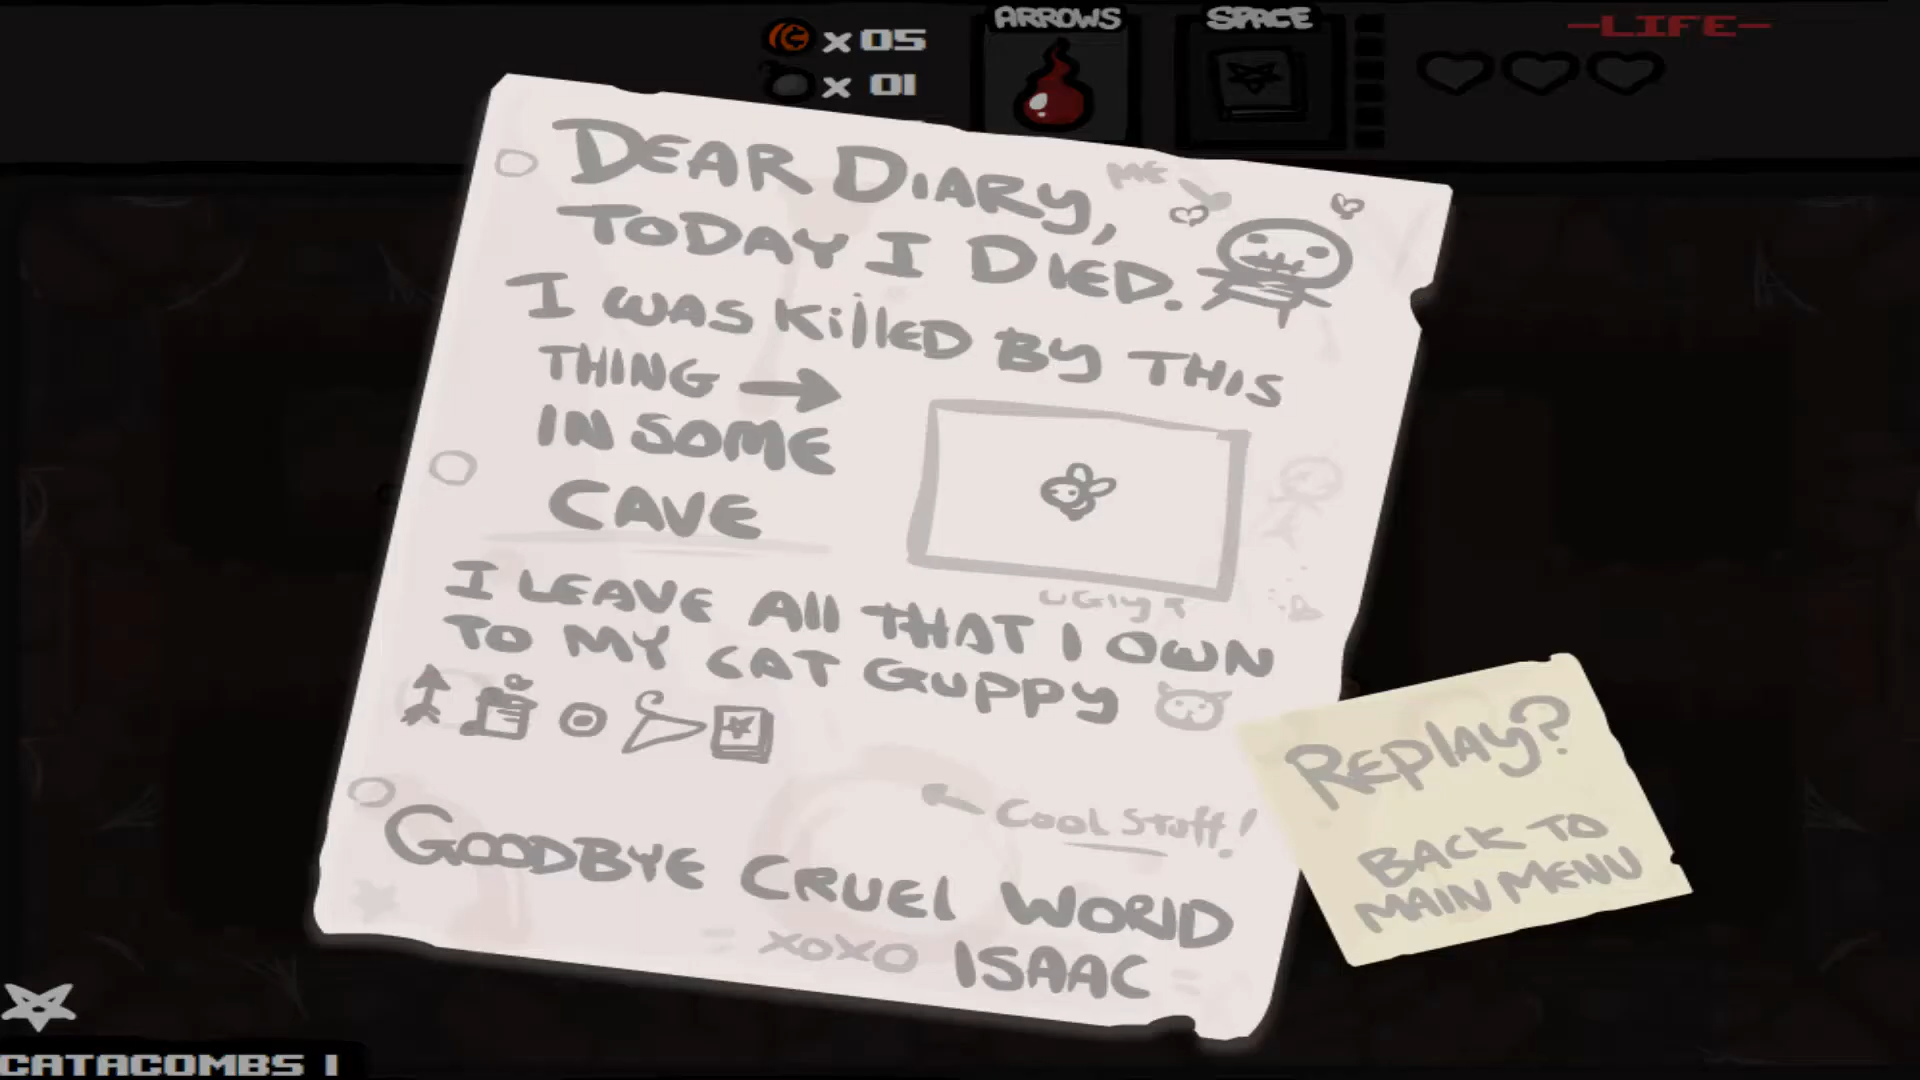 x 05
x 01
ARROWS
SPACE
-LIFE-
DEAR DIARY,
ME
TODAY I DIED.
I WAS KillED BY THIS
THING →
IN SOME
CAVE
UGLY
I LEAVE All THAT I OWN
TO MY CAT GUPPY
← COOL STUFF!
GOODBYE CRUEL WORLD
= XOXO ISAAC =
REPLAY?
BACK TO
MAIN MENU
CATACOMBS I